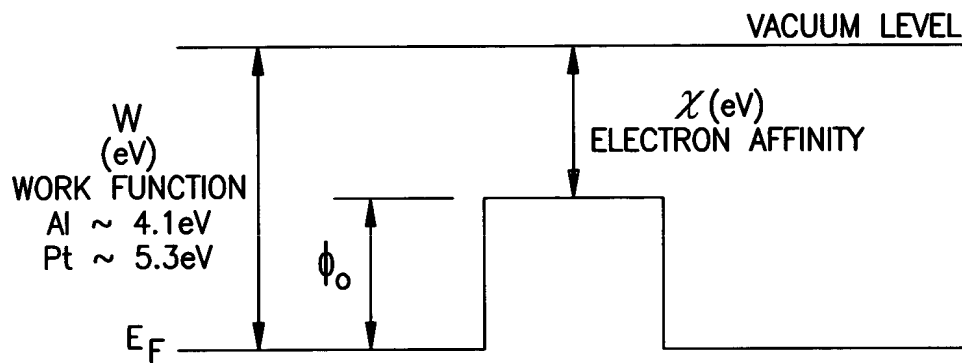 VACUUM LEVEL
W
(eV)
WORK FUNCTION
Al ~ 4.1eV
Pt ~ 5.3eV
χ(eV)
ELECTRON AFFINITY
ϕo
EF